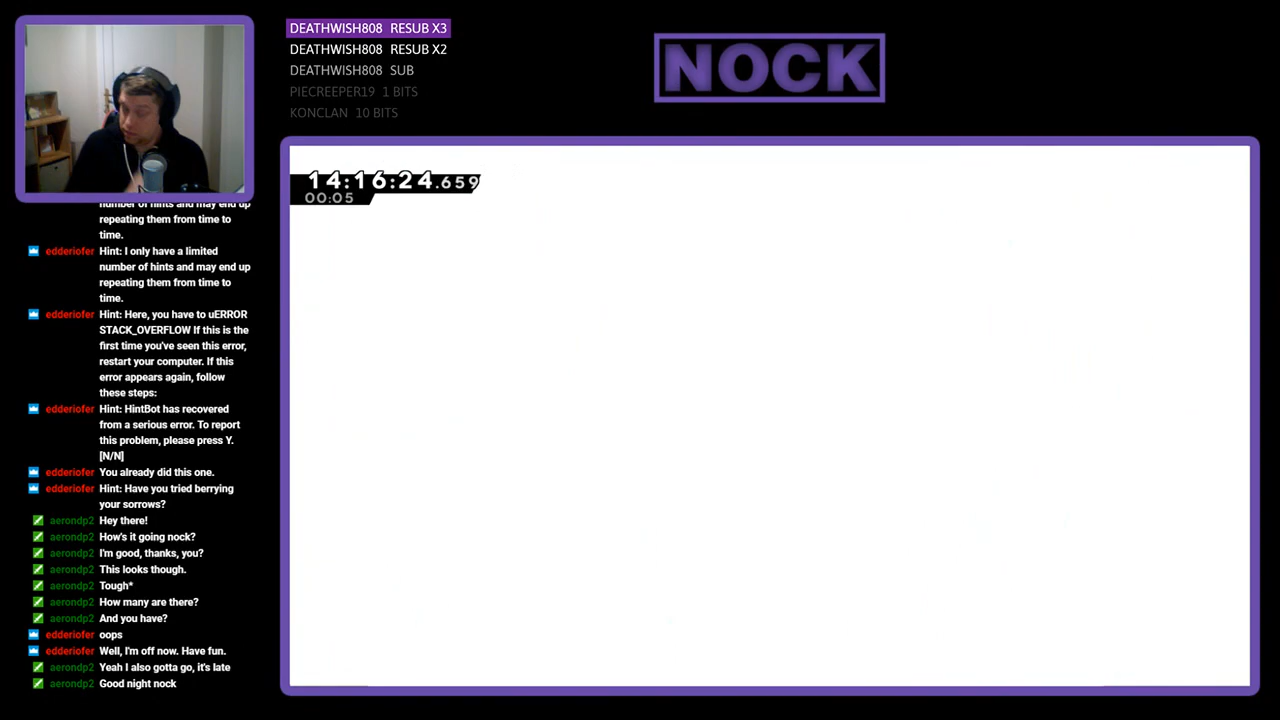 DEATHWISH808 RESUB X3
DEATHWISH808 RESUB X2
DEATHWISH808 SUB
PIECREEPER19 1 BITS
KONCLAN 10 BITS
NOCK
14:16:24.659
00:05
number of hints and may end up
repeating them from time to
time.
edderiofer Hint: I only have a limited
number of hints and may end up
repeating them from time to
time.
edderiofer Hint: Here, you have to uERROR
STACK_OVERFLOW If this is the
first time you've seen this error,
restart your computer. If this
error appears again, follow
these steps:
edderiofer Hint: HintBot has recovered
from a serious error. To report
this problem, please press Y.
[N/N]
edderiofer You already did this one.
edderiofer Hint: Have you tried berrying
your sorrows?
aerondp2 Hey there!
aerondp2 How's it going nock?
aerondp2 I'm good, thanks, you?
aerondp2 This looks though.
aerondp2 Tough*
aerondp2 How many are there?
aerondp2 And you have?
edderiofer oops
edderiofer Well, I'm off now. Have fun.
aerondp2 Yeah I also gotta go, it's late
aerondp2 Good night nock